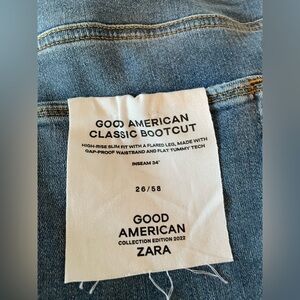 GOOD AMERICAN
CLASSIC BOOTCUT
HIGH-RISE SLIM FIT WITH A FLARED LEG, MADE WITH
GAP-PROOF WAISTBAND AND FLAT TUMMY TECH
INSEAM 34"
26/58
GOOD
AMERICAN
COLLECTION EDITION 2022
ZARA